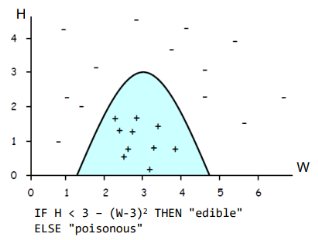 H
4
3
2
1
0
0 1 2 3 4 5 6 W
IF H < 3 - (W-3)² THEN "edible"
ELSE "poisonous"